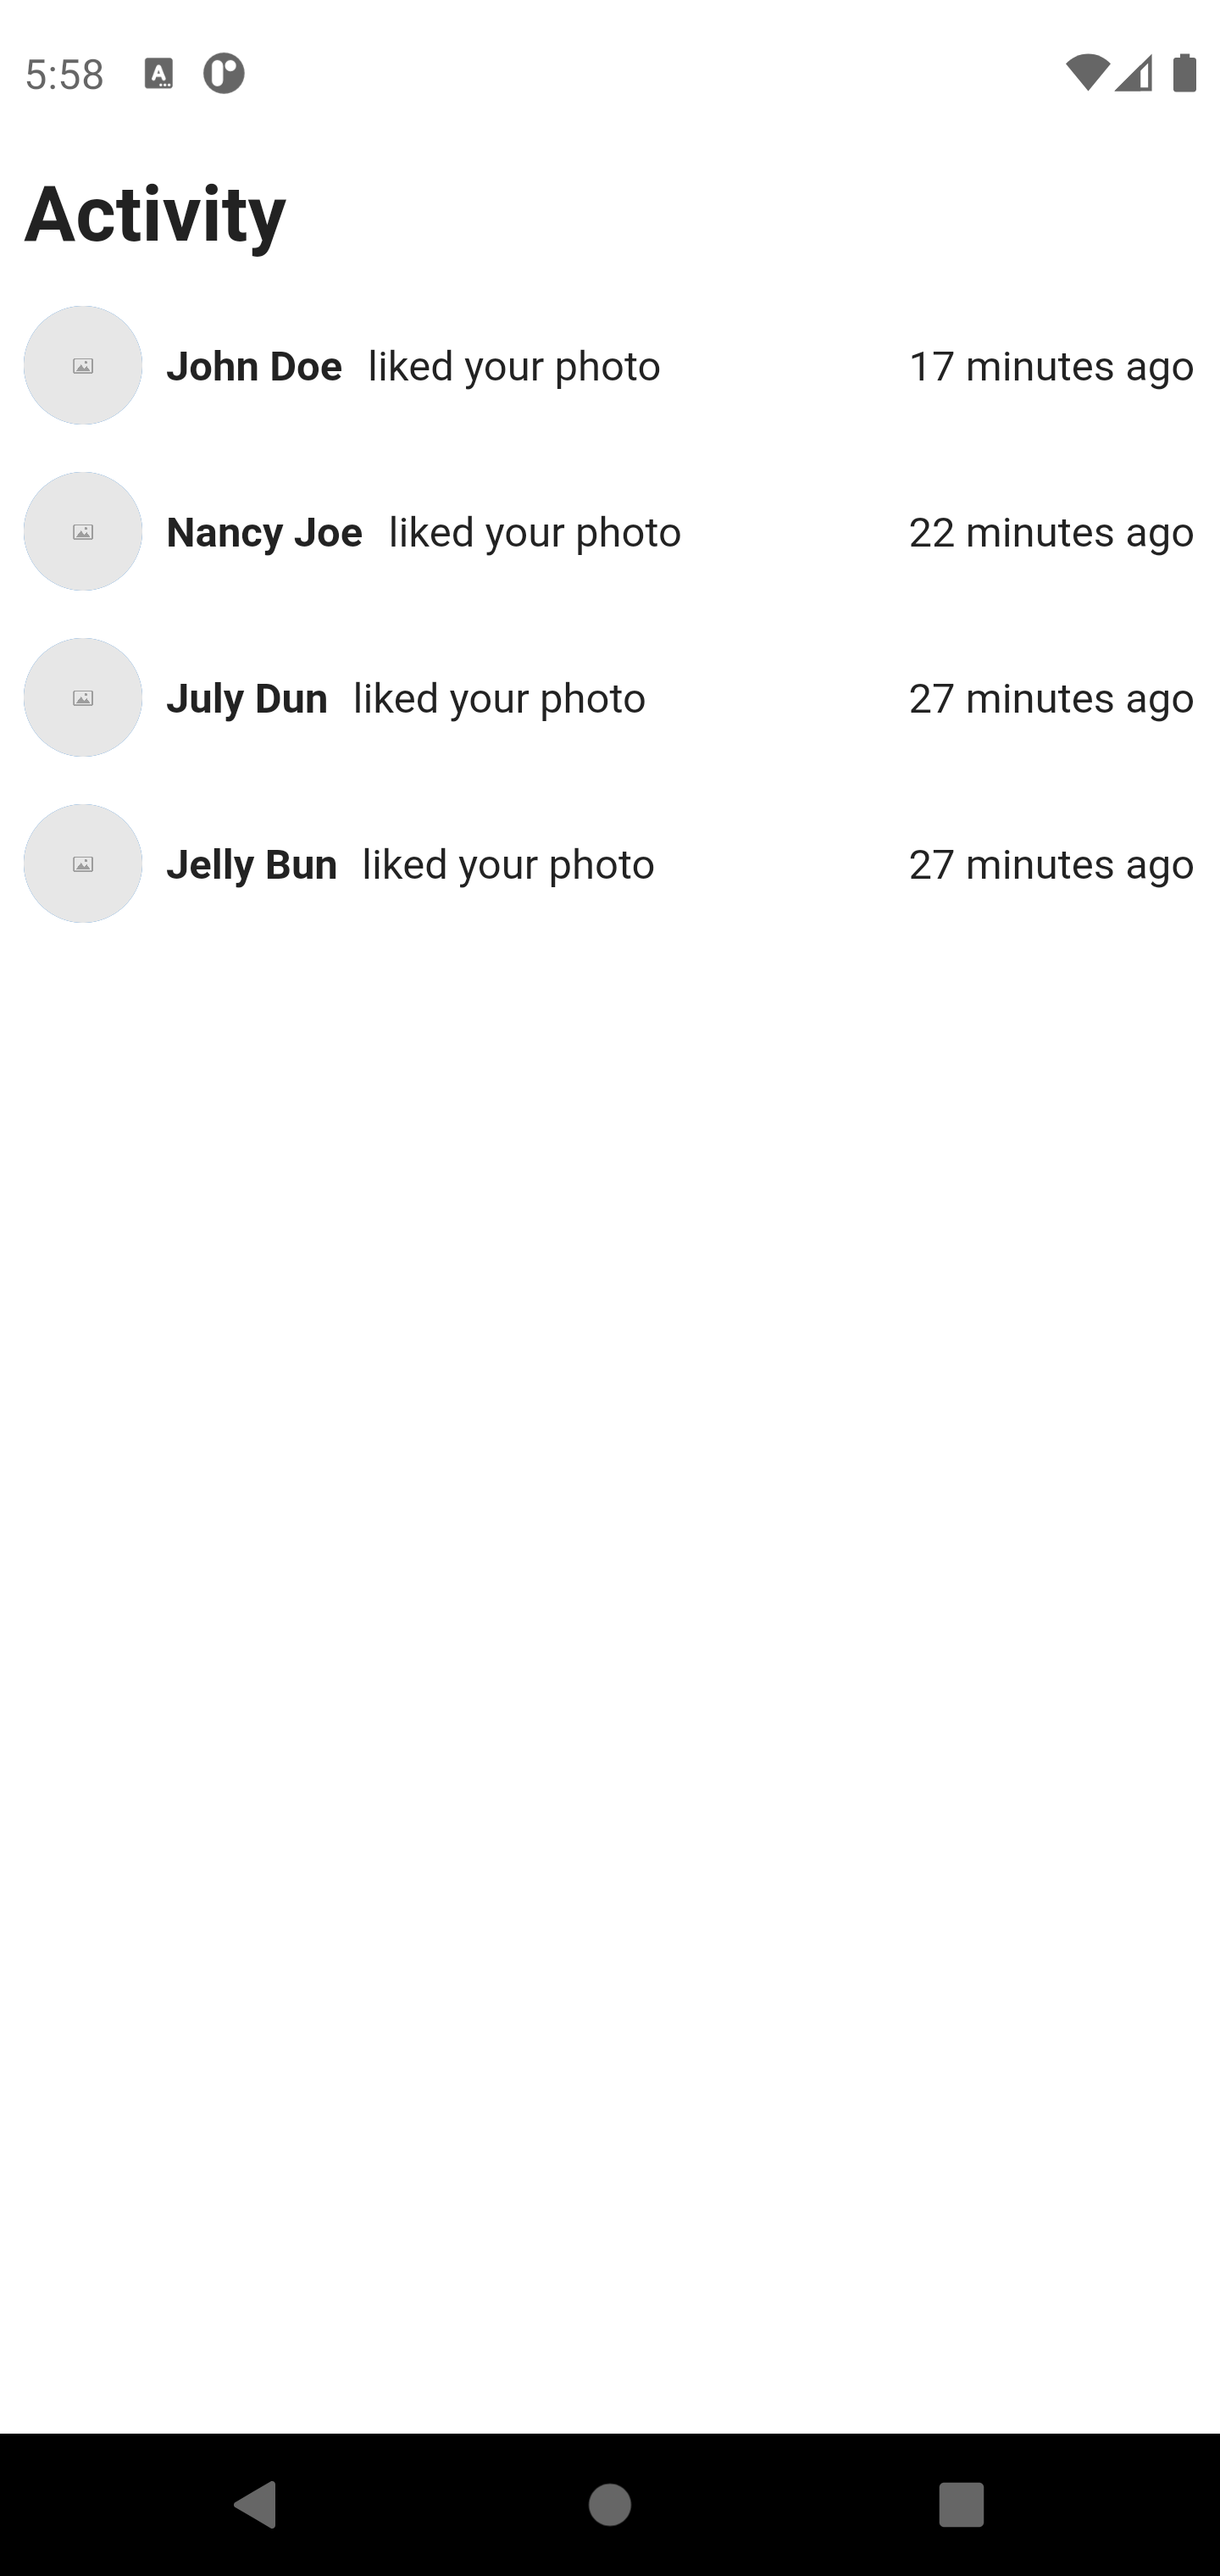 5:58
Activity
John Doe liked your photo 17 minutes ago
Nancy Joe liked your photo 22 minutes ago
July Dun liked your photo 27 minutes ago
Jelly Bun liked your photo 27 minutes ago